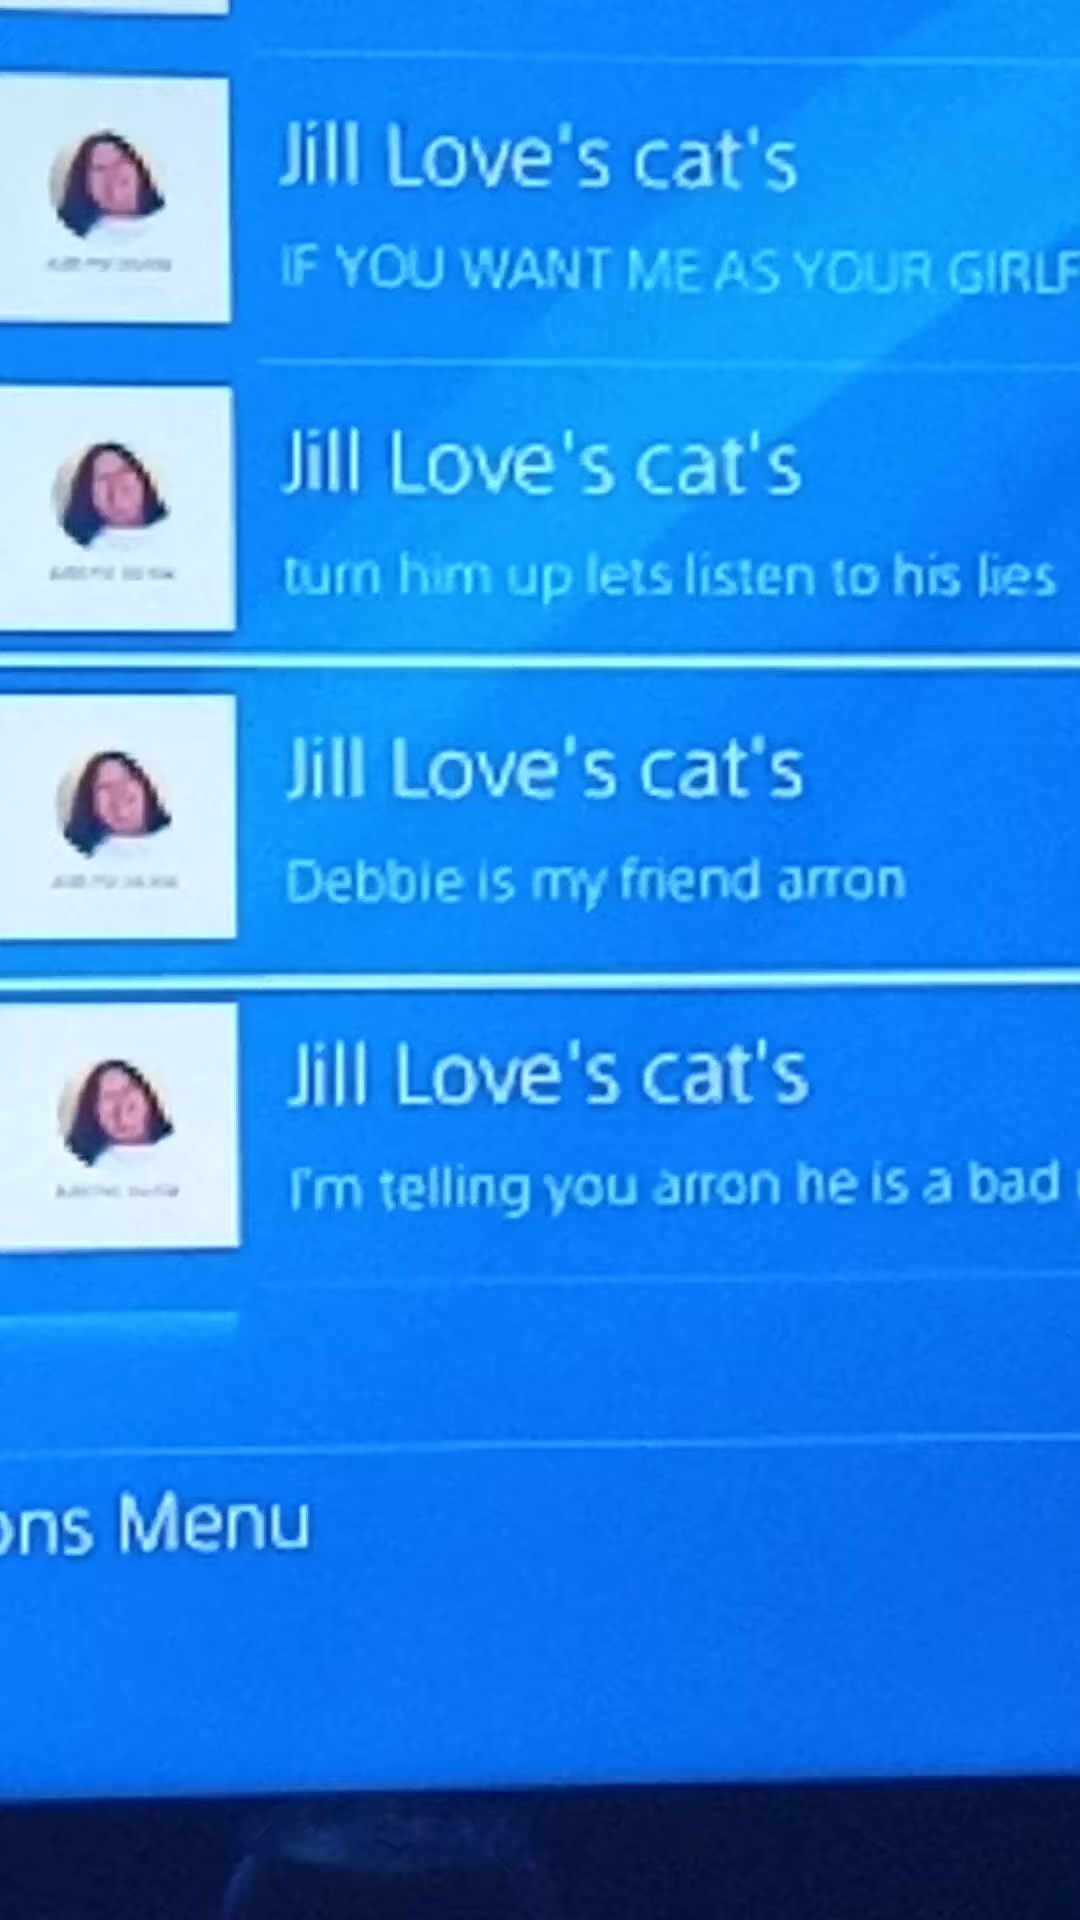 Jill Love's cat's
IF YOU WANT ME AS YOUR GIRLF
Jill Love's cat's
turn him up lets listen to his lies
Jill Love's cat's
Debbie is my friend arron
Jill Love's cat's
I'm telling you arron he is a bad
ons Menu